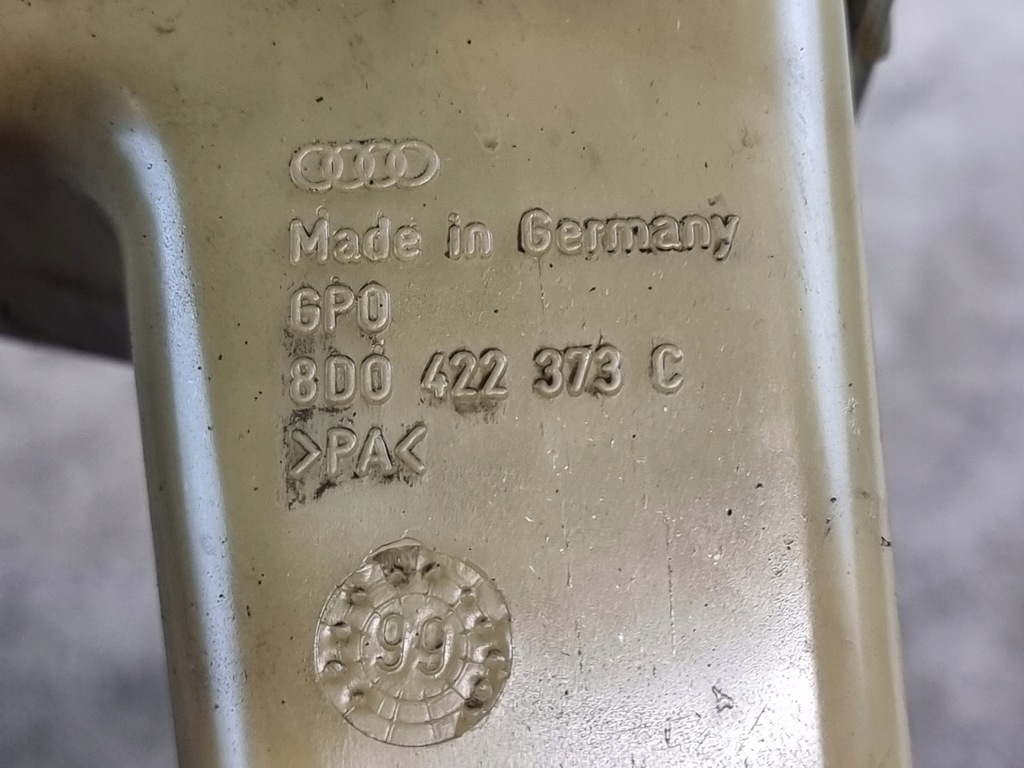 Made in Germany
GPO
8D0 422 373 C
>PA<
99